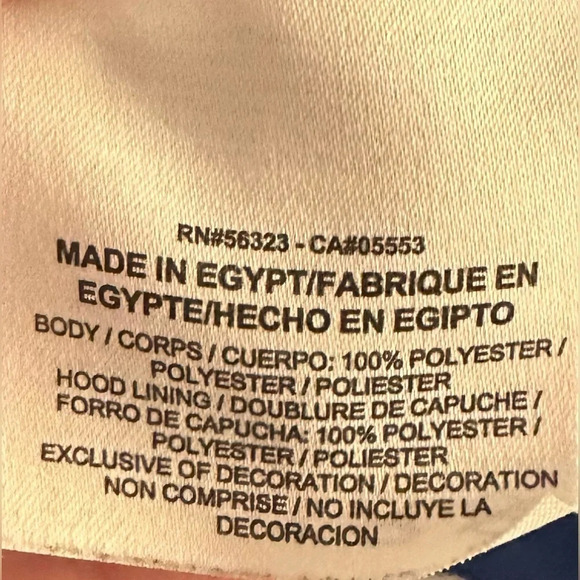 RN#56323 - CA#05553
MADE IN EGYPT/FABRIQUE EN
EGYPTE/HECHO EN EGIPTO
BODY / CORPS / CUERPO: 100% POLYESTER /
POLYESTER / POLIESTER
HOOD LINING / DOUBLURE DE CAPUCHE /
FORRO DE CAPUCHA: 100% POLYESTER /
POLYESTER / POLIESTER
EXCLUSIVE OF DECORATION / DECORATION
NON COMPRISE / NO INCLUYE LA
DECORACION